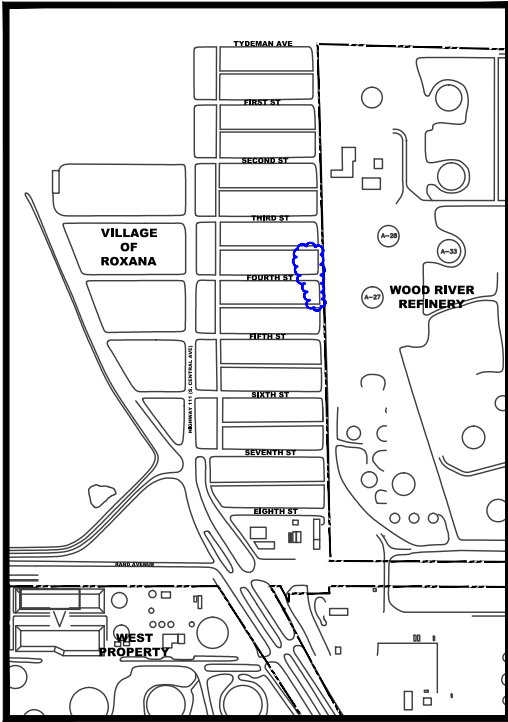 TYDEMAN AVE
FIRST ST
SECOND ST
THIRD ST
VILLAGE
OF
ROXANA
A-28
A-33
FOURTH ST
A-27
WOOD RIVER
REFINERY
FIFTH ST
HIGHWAY 111 (S. CENTRAL AVE)
SIXTH ST
SEVENTH ST
EIGHTH ST
RAND AVENUE
WEST
PROPERTY